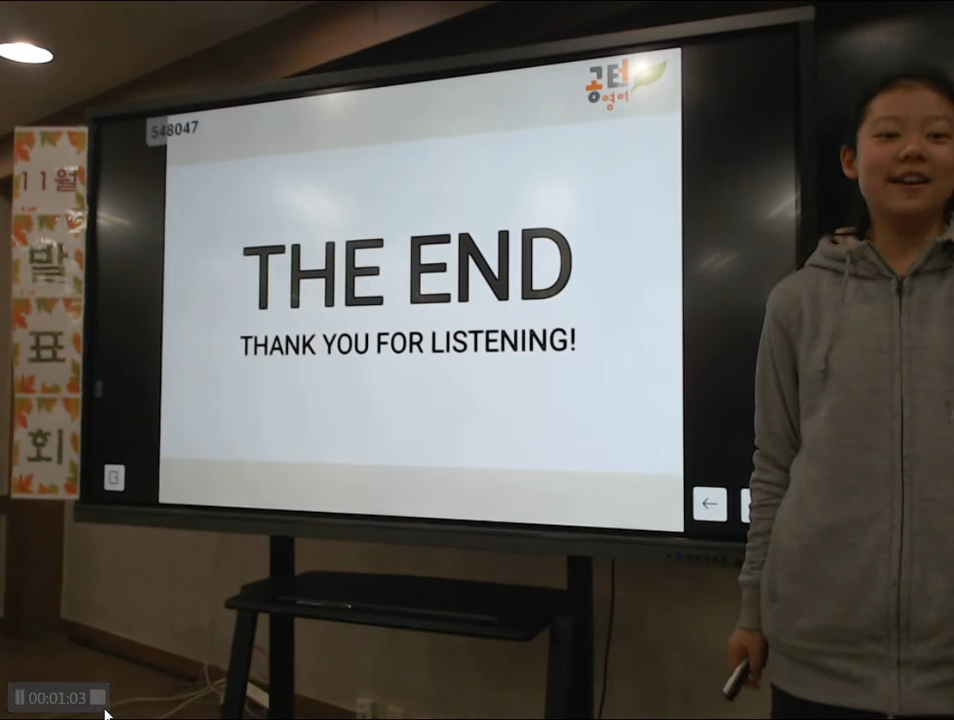 11월
발
표
회
S48047
공터
영어
THE END
THANK YOU FOR LISTENING!
00:01:03